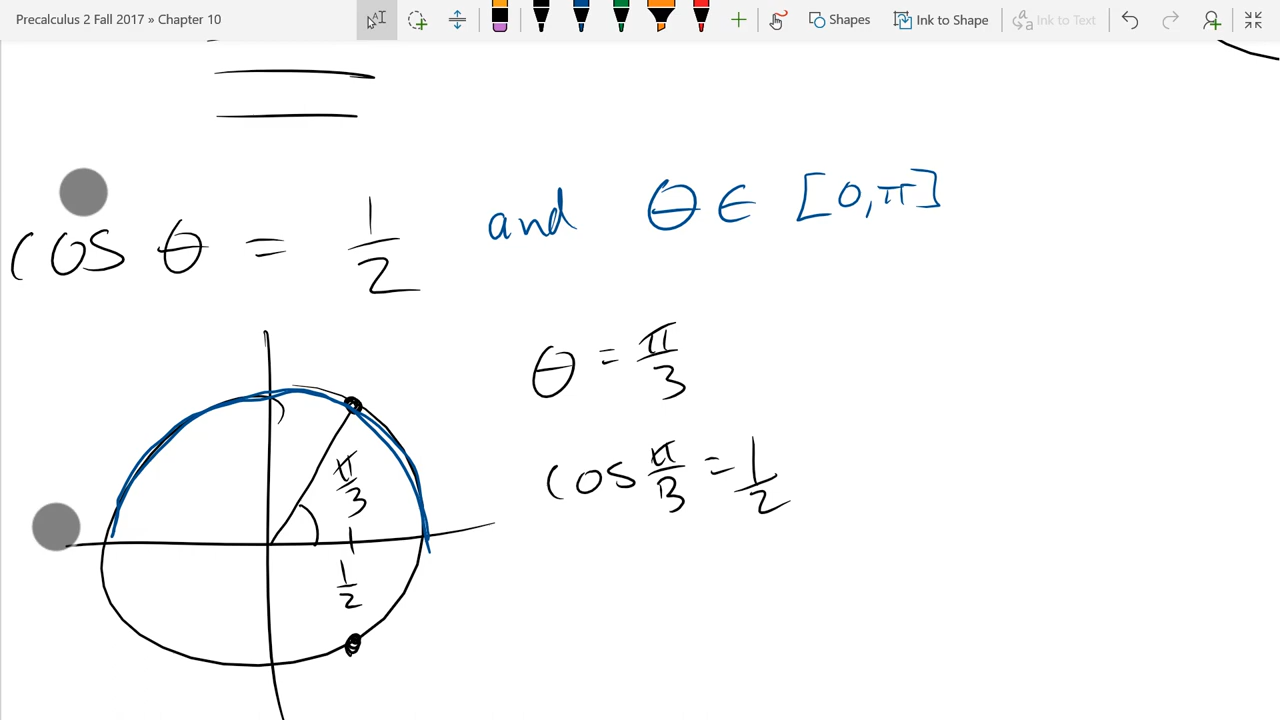 Precalculus 2 Fall 2017 » Chapter 10
Shapes
Ink to Shape
Ink to Text
cos θ = 1/2 and θ ∈ [0, π]
θ = π/3
cos π/3 = 1/2
π/3
1/2